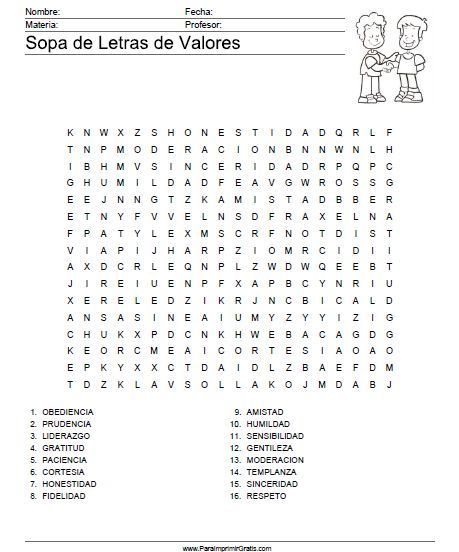 Nombre: Fecha:
Materia: Profesor:
Sopa de Letras de Valores
K N W X Z S H O N E S T I D A D Q R L F
T N P M O D E R A C I O N B N N W N L H
I B H M V S I N C E R I D A D R P Q P C
G H U M I L D A D F E A V G W R O S S G
E E J N N G T Z K A M I S T A D B B E R
E T N Y F V V E L N S D F R A X E L N A
F P A T Y L E X M S C R F N O T D I S T
V I A P I J H A R P Z I O M R C I D I I
A X D C R L E Q N P L Z W D W Q E E B T
J I R E I U E N P F X A P B C Y N R I U
X E R E L E D Z I K R J N C B I C A L D
A N S A S I N E A I U M Y Z Y Y I Z I G
C H U K X P D C N K H W E B A C A G D G
K E O R C M E A I C O R T E S I A O A O
E P K Y X X C T D A I D L Z B A E F D M
T D Z K L A V S O L L A K O J M D A B J
1. OBEDIENCIA
2. PRUDENCIA
3. LIDERAZGO
4. GRATITUD
5. PACIENCIA
6. CORTESIA
7. HONESTIDAD
8. FIDELIDAD
9. AMISTAD
10. HUMILDAD
11. SENSIBILIDAD
12. GENTILEZA
13. MODERACION
14. TEMPLANZA
15. SINCERIDAD
16. RESPETO
www.ParaImprimirGratis.com